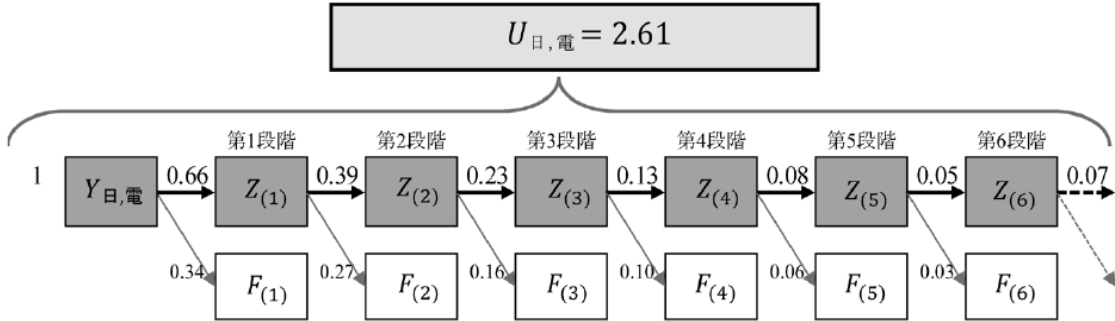 U日,電 = 2.61
第1段階 第2段階 第3段階 第4段階 第5段階 第6段階
1 Y日,電 0.66 Z(1) 0.39 Z(2) 0.23 Z(3) 0.13 Z(4) 0.08 Z(5) 0.05 Z(6) 0.07
0.34 F(1) 0.27 F(2) 0.16 F(3) 0.10 F(4) 0.06 F(5) 0.03 F(6)